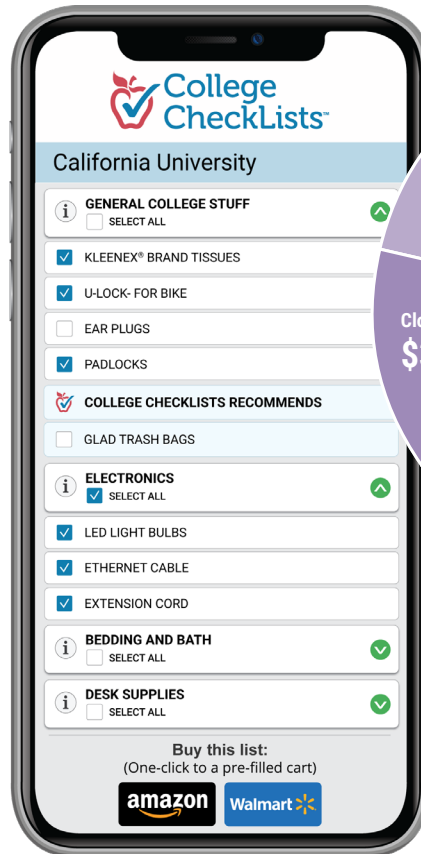 College
CheckLists™
California University
i GENERAL COLLEGE STUFF
SELECT ALL
KLEENEX® BRAND TISSUES
U-LOCK- FOR BIKE
EAR PLUGS
PADLOCKS
COLLEGE CHECKLISTS RECOMMENDS
GLAD TRASH BAGS
i ELECTRONICS
SELECT ALL
LED LIGHT BULBS
ETHERNET CABLE
EXTENSION CORD
i BEDDING AND BATH
SELECT ALL
i DESK SUPPLIES
SELECT ALL
Buy this list:
(One-click to a pre-filled cart)
amazon
Walmart